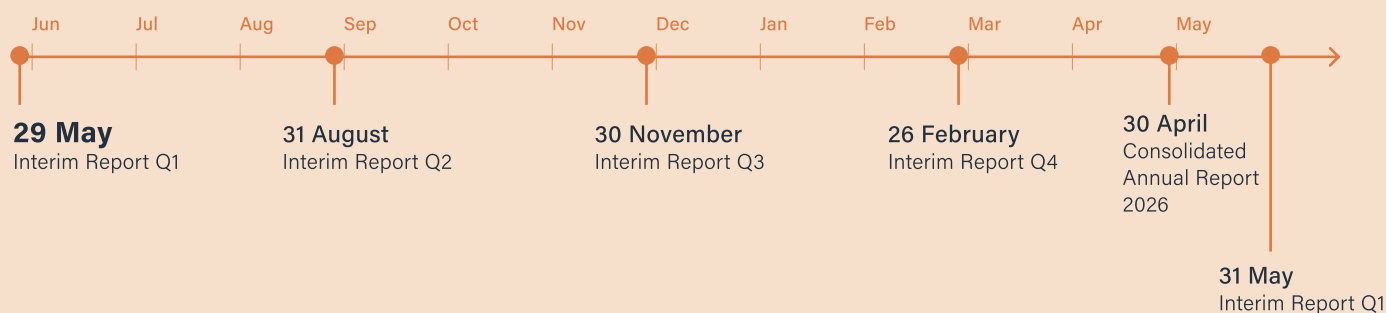 Jun Jul Aug Sep Oct Nov Dec Jan Feb Mar Apr May
29 May
Interim Report Q1
31 August
Interim Report Q2
30 November
Interim Report Q3
26 February
Interim Report Q4
30 April
Consolidated
Annual Report
2026
31 May
Interim Report Q1